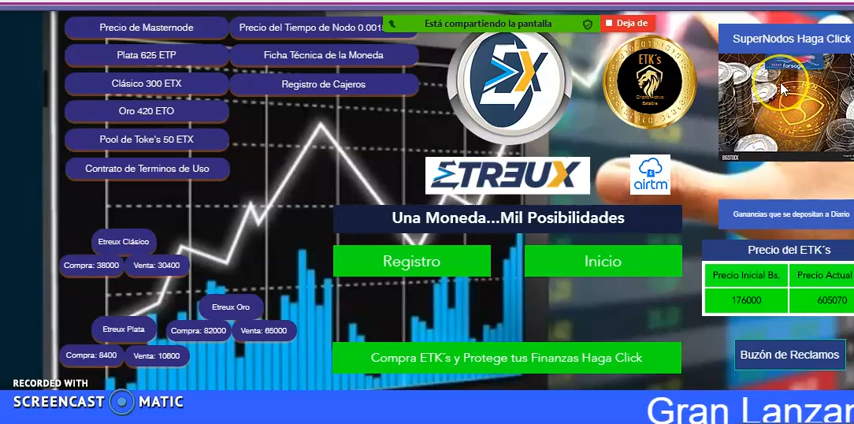 Precio de Masternode
Precio del Tiempo de Nodo 0.0015
Está compartiendo la pantalla
Deja de
Plata 625 ETP
Ficha Técnica de la Moneda
Clásico 300 ETX
Registro de Cajeros
Oro 420 ETO
Pool de Toke's 50 ETX
Contrato de Terminos de Uso
ETK's
SuperNodos Haga Click
BIGSTOCK
ΣTRΞUX
airtm
Una Moneda...Mil Posibilidades
Registro
Inicio
Ganancias que se depositan a Diario
Precio del ETK's
Precio Inicial Bs.
Precio Actual
176000
605070
Etreux Clásico
Compra: 38000
Venta: 30400
Etreux Oro
Compra: 82000
Venta: 65000
Etreux Plata
Compra: 8400
Venta: 10600
Compra ETK´s y Protege tus Finanzas Haga Click
Buzón de Reclamos
RECORDED WITH
SCREENCAST MATIC
Gran Lanzar